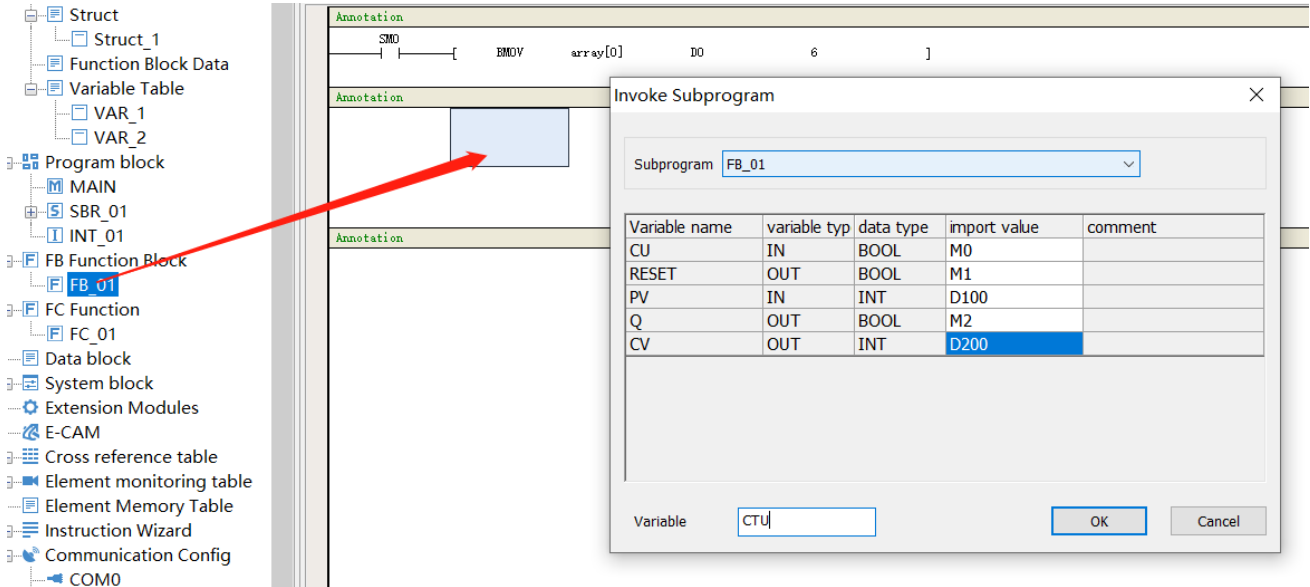 Struct
Struct_1
Function Block Data
Variable Table
VAR_1
VAR_2
Program block
MAIN
SBR_01
INT_01
FB Function Block
FB_01
FC Function
FC_01
Data block
System block
Extension Modules
E-CAM
Cross reference table
Element monitoring table
Element Memory Table
Instruction Wizard
Communication Config
COM0
Annotation
SM0
BMOV array[0] D0 6
Annotation
Annotation
Invoke Subprogram
Subprogram FB_01
Variable name variable typ data type import value comment
CU IN BOOL M0
RESET OUT BOOL M1
PV IN INT D100
Q OUT BOOL M2
CV OUT INT D200
Variable CTU OK Cancel